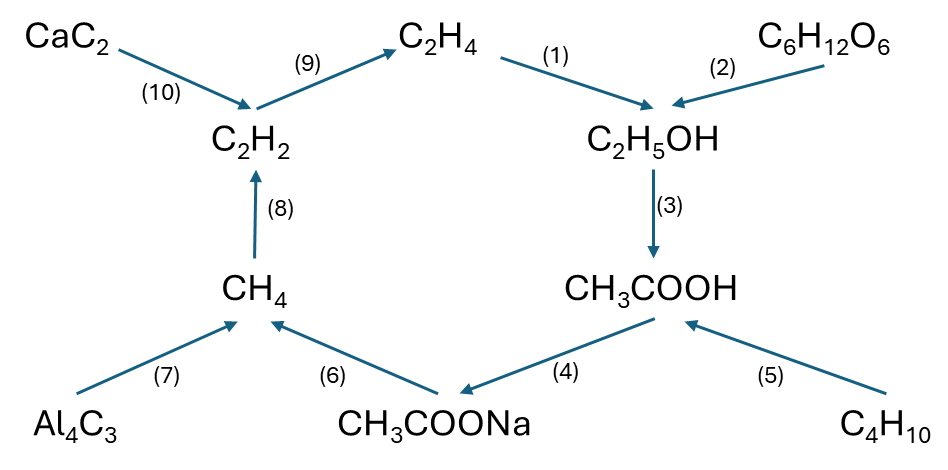 CaC₂ C₂H₄ C₆H₁₂O₆
(10) (9) (1) (2)
C₂H₂ C₂H₅OH
(8) (3)
CH₄ CH₃COOH
(7) (6) (4) (5)
Al₄C₃ CH₃COONa C₄H₁₀